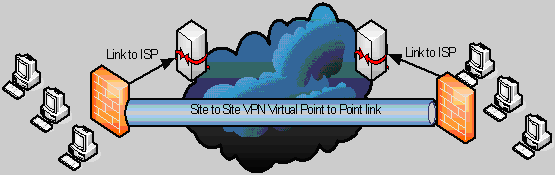 Link to ISP
Link to ISP
Site to Site VPN Virtual Point to Point link